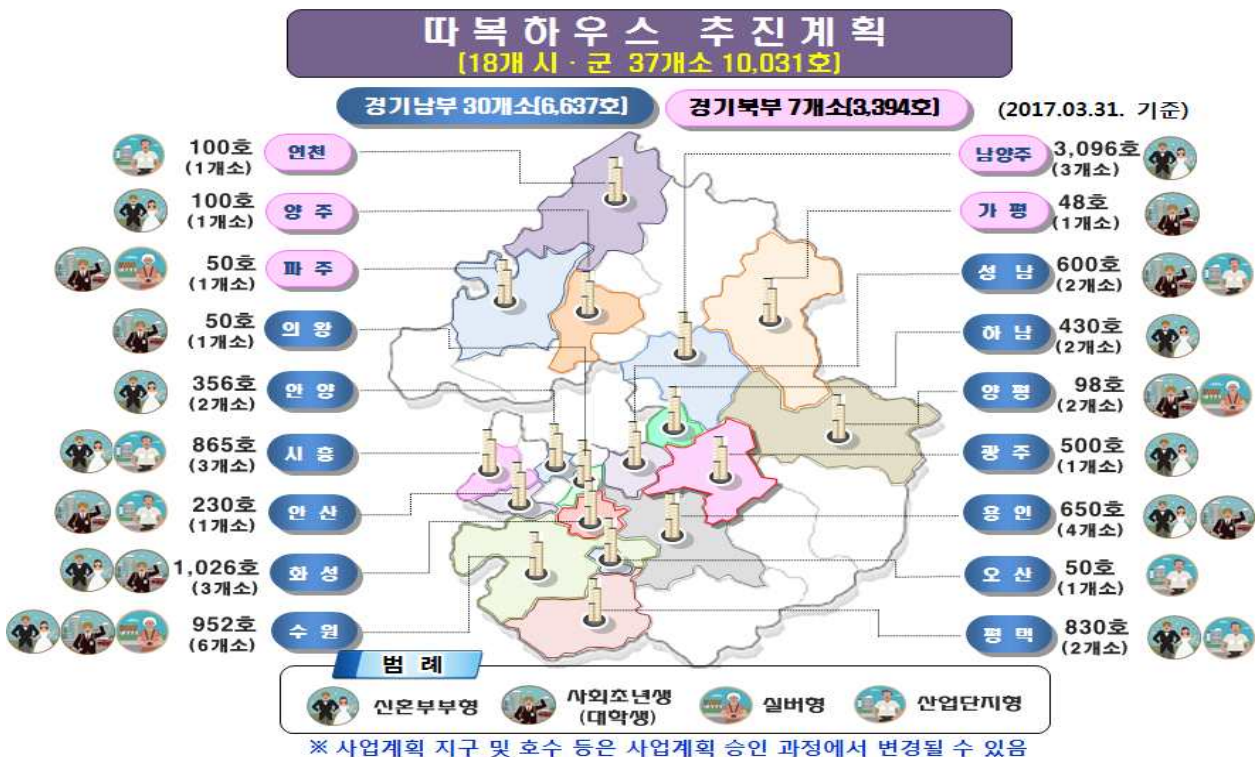 따복하우스 추진계획
[18개 시·군 37개소 10,031호]
경기남부 30개소(6,637호)
경기북부 7개소(3,394호)
(2017.03.31. 기준)
100호
(1개소)
연천
100호
(1개소)
양주
50호
(1개소)
파주
50호
(1개소)
의왕
356호
(2개소)
안양
865호
(3개소)
시흥
230호
(1개소)
안산
1,026호
(3개소)
화성
952호
(6개소)
수원
남양주
3,096호
(3개소)
가평
48호
(1개소)
성남
600호
(2개소)
하남
430호
(2개소)
양평
98호
(2개소)
광주
500호
(1개소)
용인
650호
(4개소)
오산
50호
(1개소)
평택
830호
(2개소)
범례
신혼부부형
사회초년생
(대학생)
실버형
산업단지형
※ 사업계획 지구 및 호수 등은 사업계획 승인 과정에서 변경될 수 있음